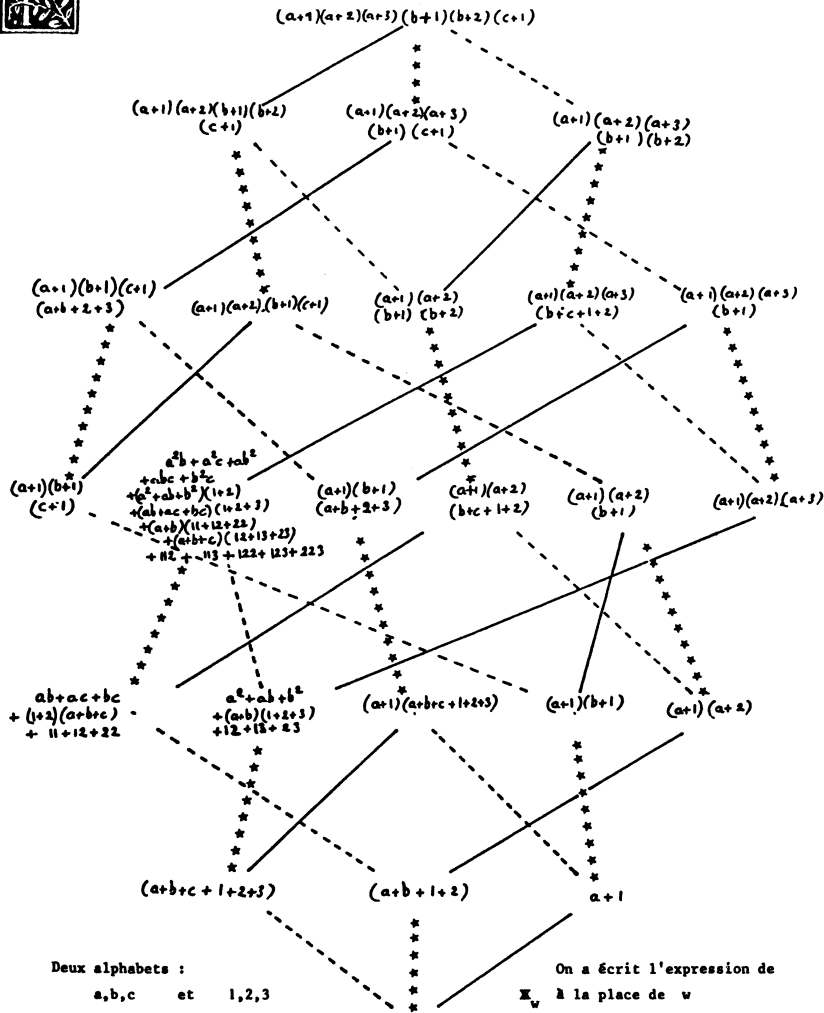 (a+1)(a+2)(a+3)(b+1)(b+2)(c+1)
(a+1)(a+2)(b+1)(b+2)
(c+1)
(a+1)(a+2)(a+3)
(b+1)(c+1)
(a+1)(a+2)(a+3)
(b+1)(b+2)
(a+1)(b+1)(c+1)
(a+b+2+3)
(a+1)(a+2)(b+1)(c+1)
(a+1)(a+2)
(b+1)(b+2)
(a+1)(a+2)(a+3)
(b+c+1+2)
(a+1)(a+2)(a+3)
(b+1)
(a+1)(b+1)
(c+1)
a²b+a²c+ab²
+abc+b²c
+(a²+ab+b²)(1+2)
+(ab+ac+bc)(1+2+3)
+(a+b)(11+12+22)
+(a+b+c)(12+13+23)
+112+113+122+123+223
(a+1)(b+1)
(a+b+2+3)
(a+1)(a+2)
(b+c+1+2)
(a+1)(a+2)
(b+1)
(a+1)(a+2)(a+3)
ab+ac+bc
+(1+2)(a+b+c)
+ 11+12+22
a²+ab+b²
+(a+b)(1+2+3)
+12+13+23
(a+1)(a+b+c+1+2+3)
(a+1)(b+1)
(a+1)(a+2)
(a+b+c+1+2+3)
(a+b+1+2)
a+1
Deux alphabets :
a,b,c et 1,2,3
On a écrit l'expression de
X_w à la place de w